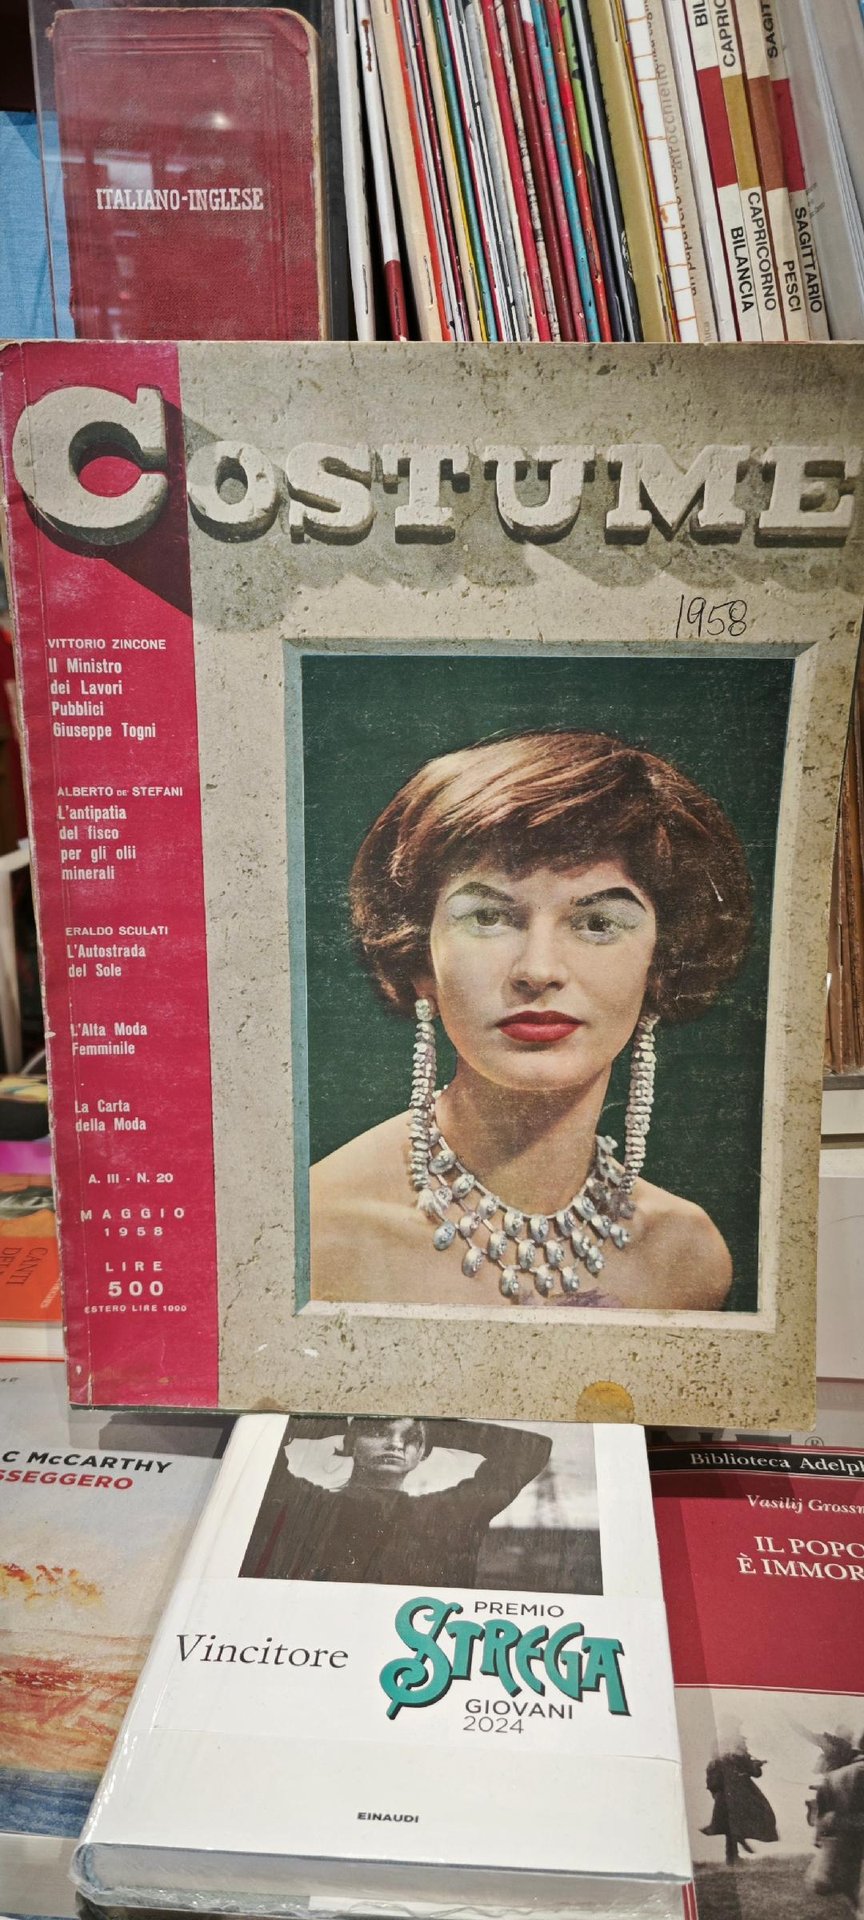 ITALIANO-INGLESE
CAPRICORNO
BILANCIA
CAPRICORNO
PESCI
SAGITTARIO
COSTUME
1958
VITTORIO ZINCONE
Il Ministro
dei Lavori
Pubblici
Giuseppe Togni
ALBERTO DE' STEFANI
L'antipatia
del fisco
per gli olii
minerali
ERALDO SCULATI
L'Autostrada
del Sole
L'Alta Moda
Femminile
La Carta
della Moda
A. III - N. 20
MAGGIO
1958
LIRE
500
ESTERO LIRE 1000
CANTI
C McCARTHY
SSEGGERO
Vincitore
PREMIO
STREGA
GIOVANI
2024
EINAUDI
Biblioteca Adelph
Vasilij Grossm
IL POPO
È IMMOR